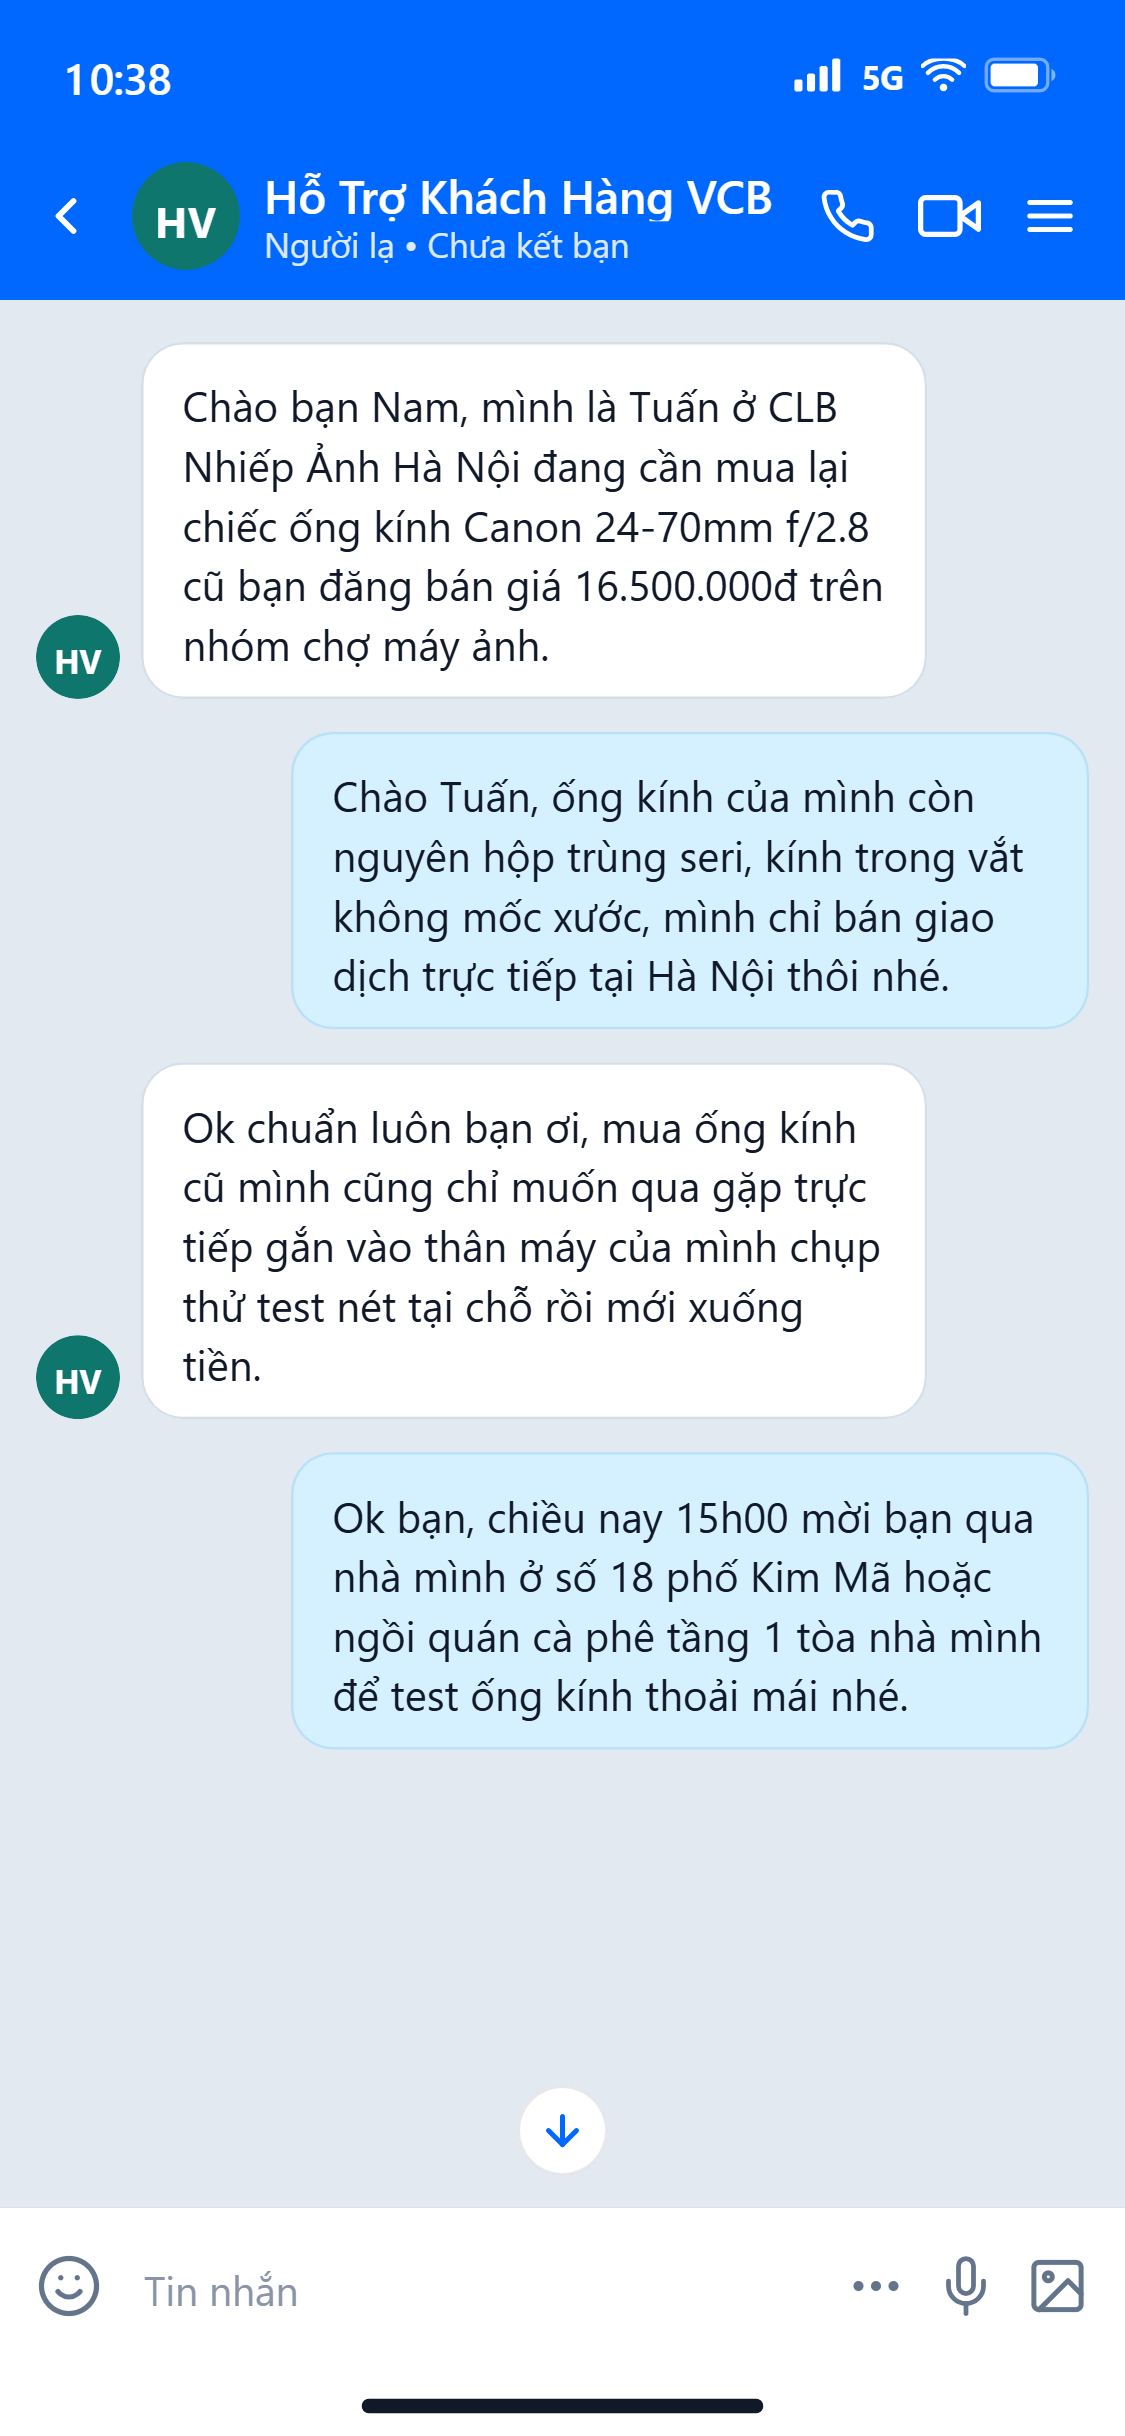 10:38
5G
HV
Hỗ Trợ Khách Hàng VCB
Người lạ • Chưa kết bạn
Chào bạn Nam, mình là Tuấn ở CLB
Nhiếp Ảnh Hà Nội đang cần mua lại
chiếc ống kính Canon 24-70mm f/2.8
cũ bạn đăng bán giá 16.500.000đ trên
nhóm chợ máy ảnh.
HV
Chào Tuấn, ống kính của mình còn
nguyên hộp trùng seri, kính trong vắt
không mốc xước, mình chỉ bán giao
dịch trực tiếp tại Hà Nội thôi nhé.
Ok chuẩn luôn bạn ơi, mua ống kính
cũ mình cũng chỉ muốn qua gặp trực
tiếp gắn vào thân máy của mình chụp
thử test nét tại chỗ rồi mới xuống
tiền.
HV
Ok bạn, chiều nay 15h00 mời bạn qua
nhà mình ở số 18 phố Kim Mã hoặc
ngồi quán cà phê tầng 1 tòa nhà mình
để test ống kính thoải mái nhé.
Tin nhắn